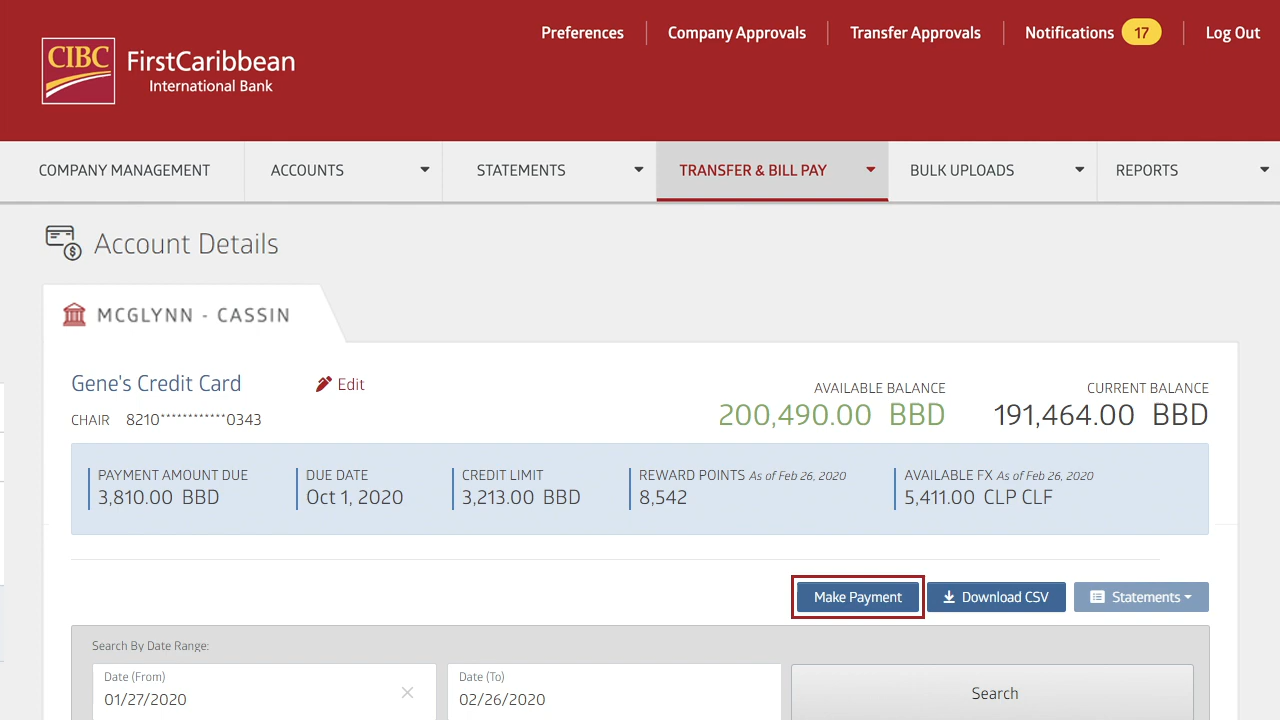 Preferences
Company Approvals
Transfer Approvals
Notifications 17
Log Out
CIBC
FirstCaribbean
International Bank
COMPANY MANAGEMENT
ACCOUNTS
STATEMENTS
TRANSFER & BILL PAY
BULK UPLOADS
REPORTS
Account Details
MCGLYNN - CASSIN
Gene's Credit Card
Edit
CHAIR 8210************0343
AVAILABLE BALANCE
200,490.00 BBD
CURRENT BALANCE
191,464.00 BBD
PAYMENT AMOUNT DUE
3,810.00 BBD
DUE DATE
Oct 1, 2020
CREDIT LIMIT
3,213.00 BBD
REWARD POINTS As of Feb 26, 2020
8,542
AVAILABLE FX As of Feb 26, 2020
5,411.00 CLP CLF
Make Payment
Download CSV
Statements
Search By Date Range:
Date (From)
01/27/2020
Date (To)
02/26/2020
Search